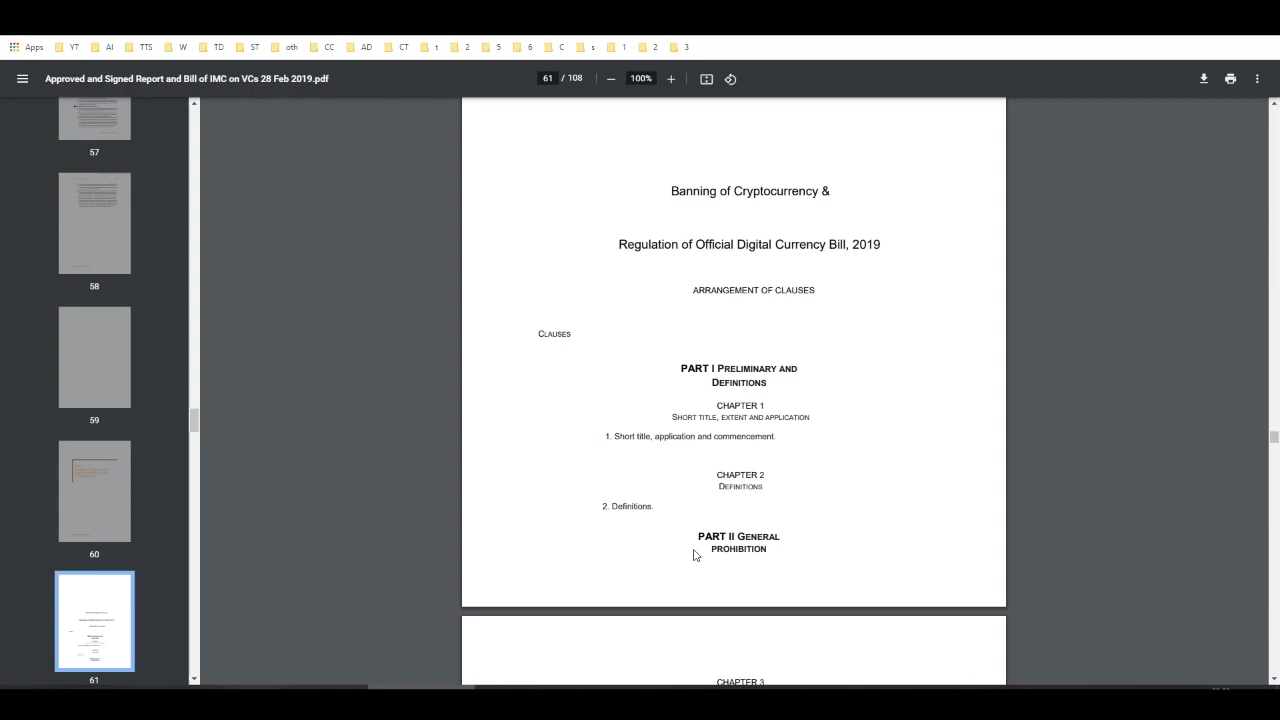 Apps YT AI TTS W TD ST oth CC AD CT t 2 5 6 C s 1 2 3
Approved and Signed Report and Bill of IMC on VCs 28 Feb 2019.pdf 61 / 108 100%
57
58
59
60
61
Banning of Cryptocurrency &
Regulation of Official Digital Currency Bill, 2019
ARRANGEMENT OF CLAUSES
CLAUSES
PART I PRELIMINARY AND
DEFINITIONS
CHAPTER 1
SHORT TITLE, EXTENT AND APPLICATION
1. Short title, application and commencement.
CHAPTER 2
DEFINITIONS
2. Definitions.
PART II GENERAL
PROHIBITION
CHAPTER 3